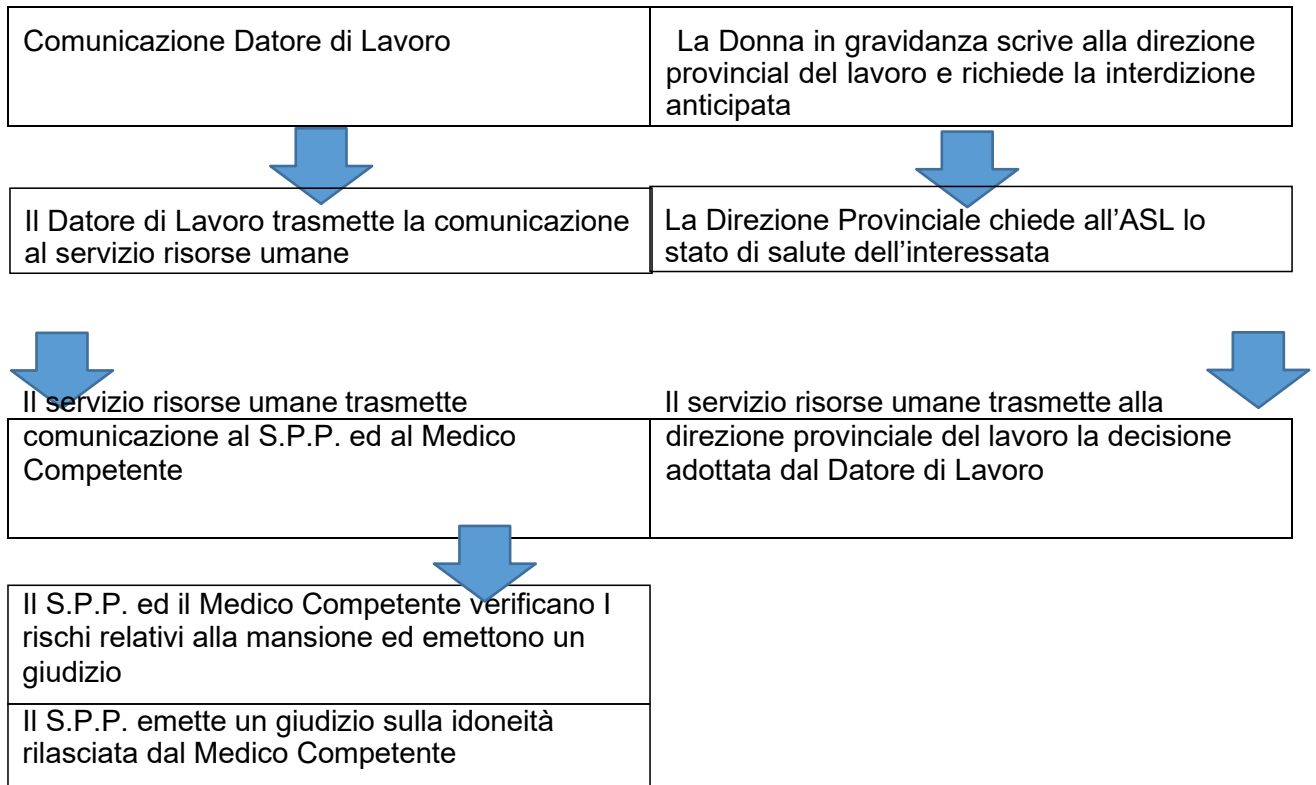 Comunicazione Datore di Lavoro
La Donna in gravidanza scrive alla direzione
provincial del lavoro e richiede la interdizione
anticipata
Il Datore di Lavoro trasmette la comunicazione
al servizio risorse umane
La Direzione Provinciale chiede all'ASL lo
stato di salute dell'interessata
Il servizio risorse umane trasmette
comunicazione al S.P.P. ed al Medico
Competente
Il servizio risorse umane trasmette alla
direzione provinciale del lavoro la decisione
adottata dal Datore di Lavoro
Il S.P.P. ed il Medico Competente verificano I
rischi relativi alla mansione ed emettono un
giudizio
Il S.P.P. emette un giudizio sulla idoneità
rilasciata dal Medico Competente